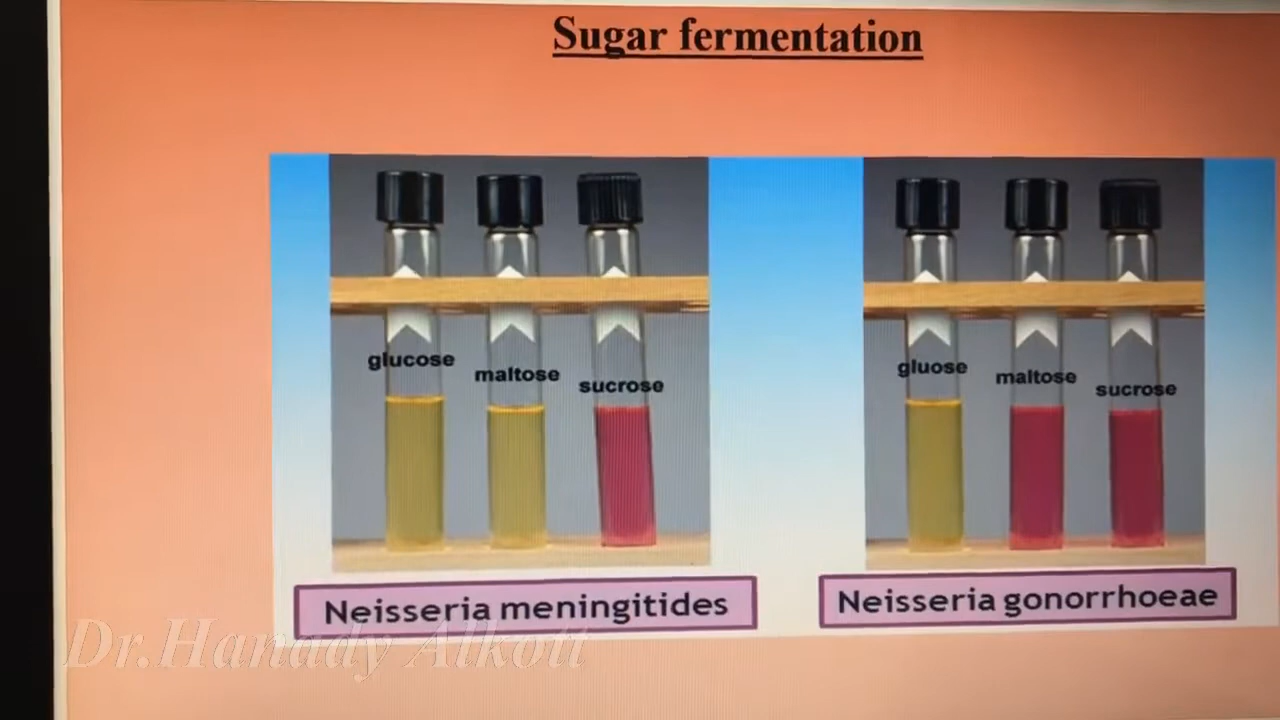 Sugar fermentation
glucose
maltose
sucrose
gluose
maltose
sucrose
Neisseria meningitides
Neisseria gonorrhoeae
Dr.Hanady Alkott